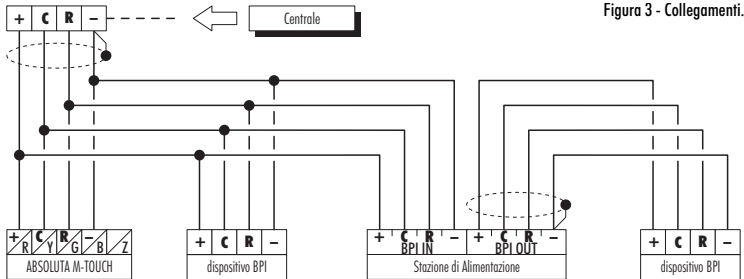 Figura 3 - Collegamenti.
+ C R –
Centrale
+ C R –
R Y G B Z
ABSOLUTA M-TOUCH
+ C R –
dispositivo BPI
+ C R – + C R –
BPI IN BPI OUT
Stazione di Alimentazione
+ C R –
dispositivo BPI